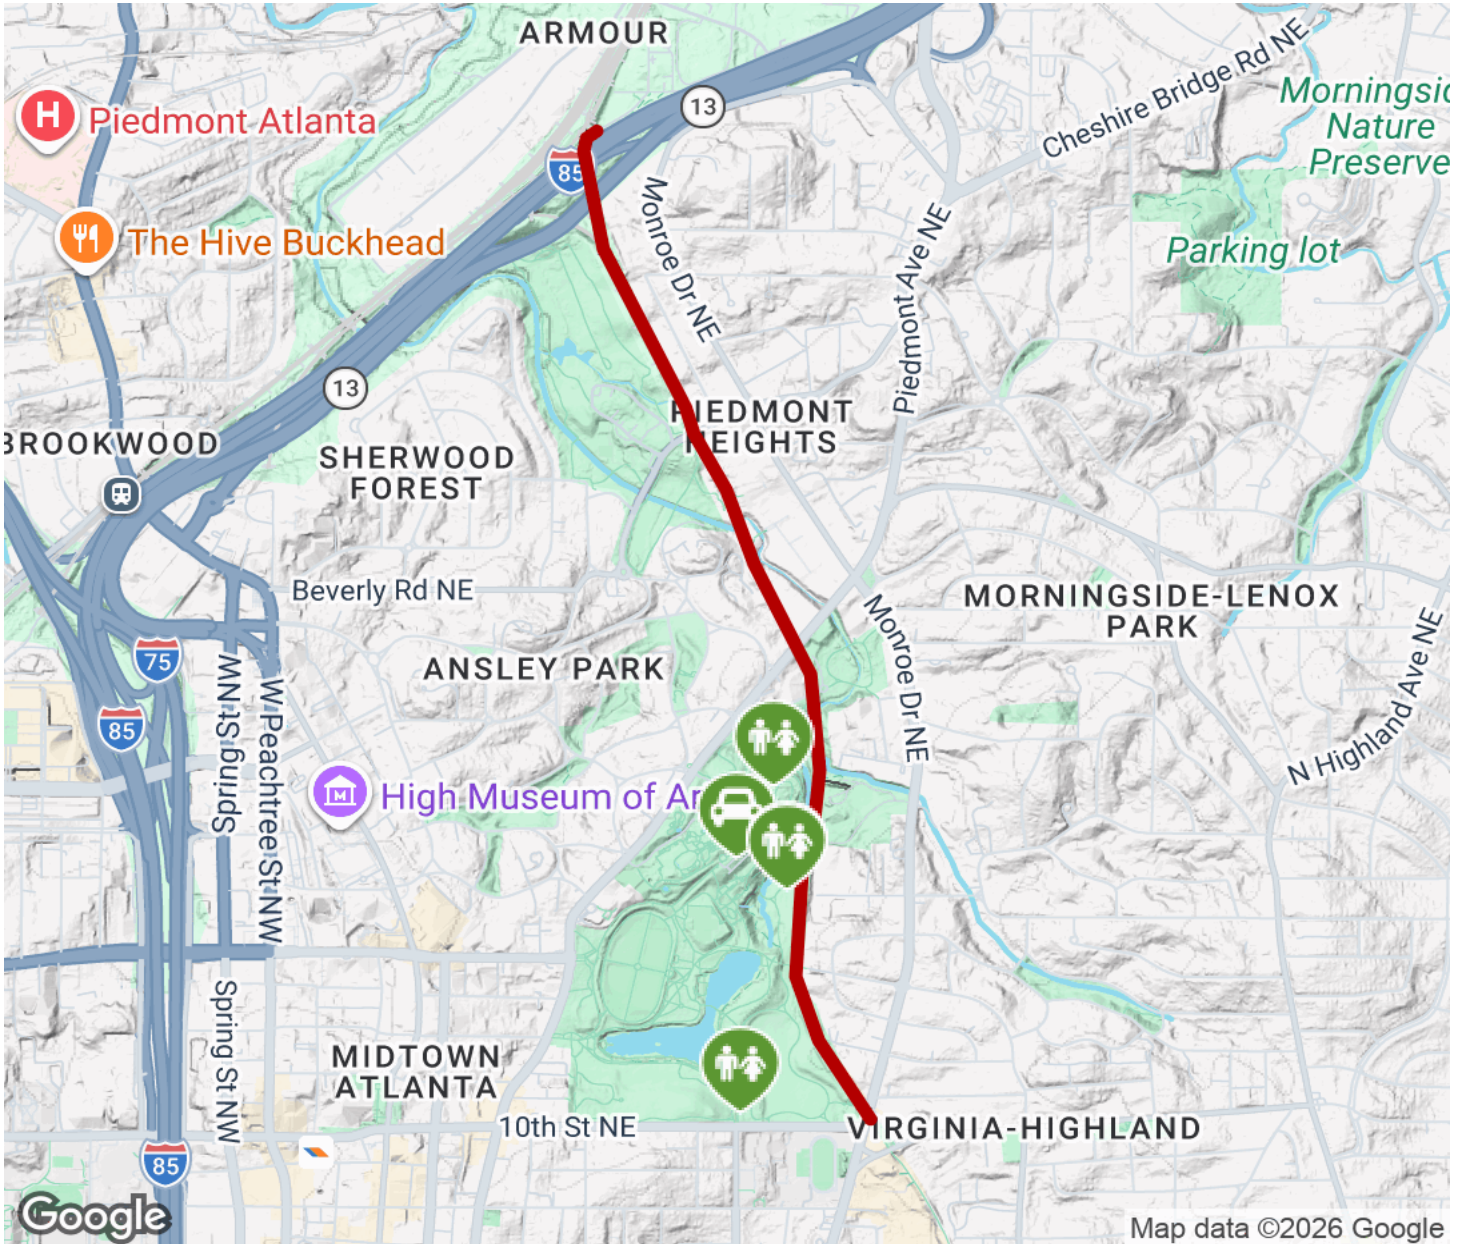 ARMOUR
13
Cheshire Bridge Rd NE
Morningsid
Nature
Preserve
H
Piedmont Atlanta
85
Monroe Dr NE
The Hive Buckhead
Parking lot
Piedmont Ave NE
13
PIEDMONT
HEIGHTS
BROOKWOOD
SHERWOOD
FOREST
Beverly Rd NE
MORNINGSIDE-LENOX
PARK
Monroe Dr NE
N Highland Ave NE
75
ANSLEY PARK
85
Spring St NW
W Peachtree St NW
High Museum of Ar
Spring St NW
MIDTOWN
ATLANTA
10th St NE
VIRGINIA-HIGHLAND
85
Google
Map data ©2026 Google